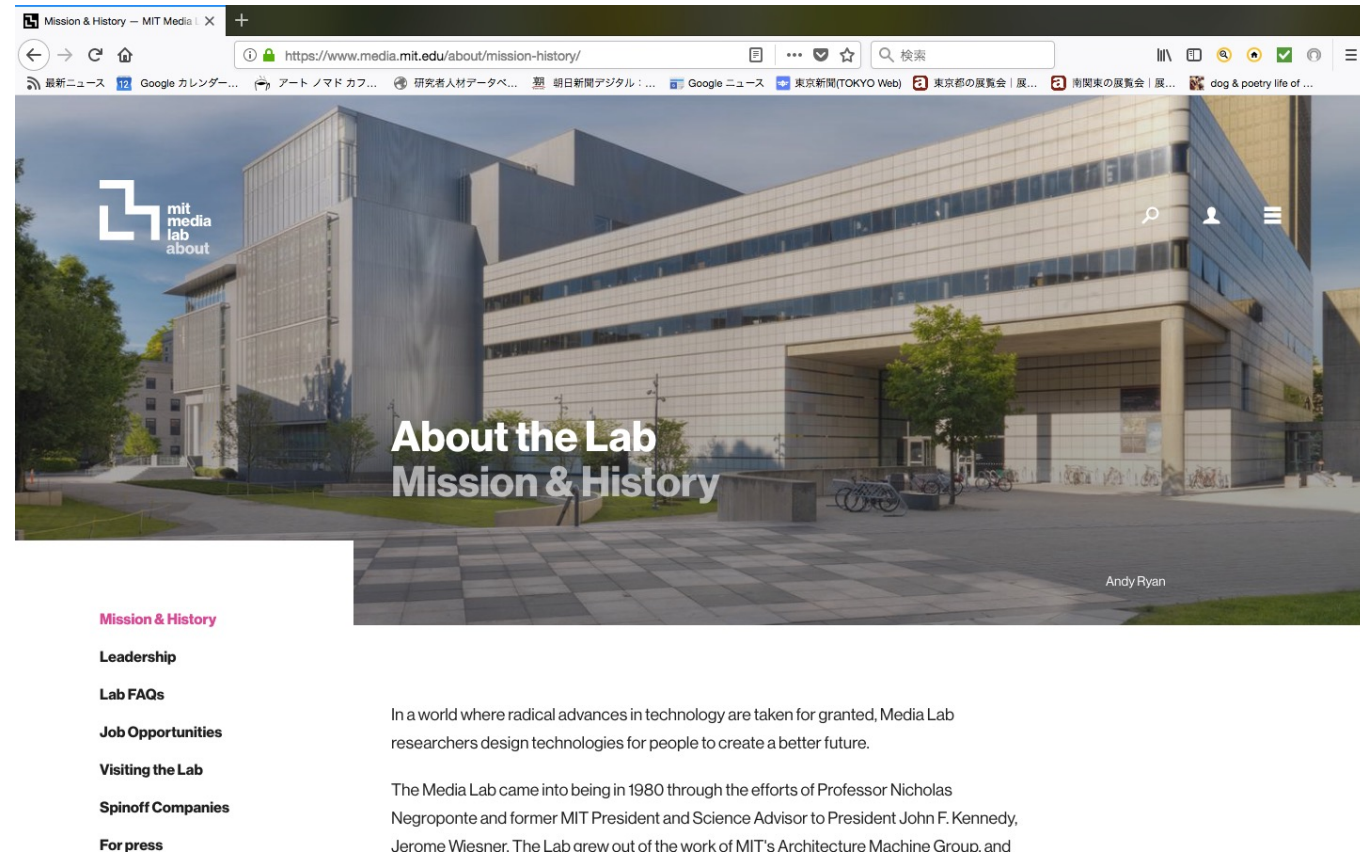 Mission & History — MIT Media L
https://www.media.mit.edu/about/mission-history/
検索
最新ニュース 12 Google カレンダー... アート ノマド カフ... 研究者人材データベ... 朝日新聞デジタル：... Google ニュース 東京新聞(TOKYO Web) a 東京都の展覧会｜展... a 南関東の展覧会｜展... dog & poetry life of ...
mit
media
lab
about
About the Lab
Mission & History
Andy Ryan
Mission & History
Leadership
Lab FAQs
Job Opportunities
Visiting the Lab
Spinoff Companies
For press
In a world where radical advances in technology are taken for granted, Media Lab
researchers design technologies for people to create a better future.
The Media Lab came into being in 1980 through the efforts of Professor Nicholas
Negroponte and former MIT President and Science Advisor to President John F. Kennedy,
Jerome Wiesner. The Lab grew out of the work of MIT's Architecture Machine Group, and